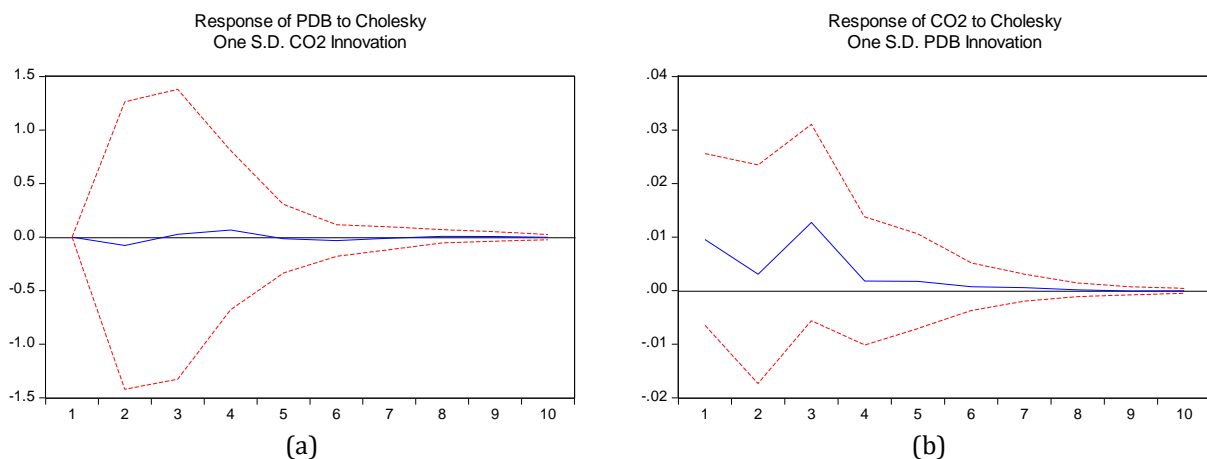 Response of PDB to Cholesky
One S.D. CO2 Innovation
1.5
1.0
0.5
0.0
-0.5
-1.0
-1.5
1 2 3 4 5 6 7 8 9 10
(a)
Response of CO2 to Cholesky
One S.D. PDB Innovation
.04
.03
.02
.01
.00
-.01
-.02
1 2 3 4 5 6 7 8 9 10
(b)